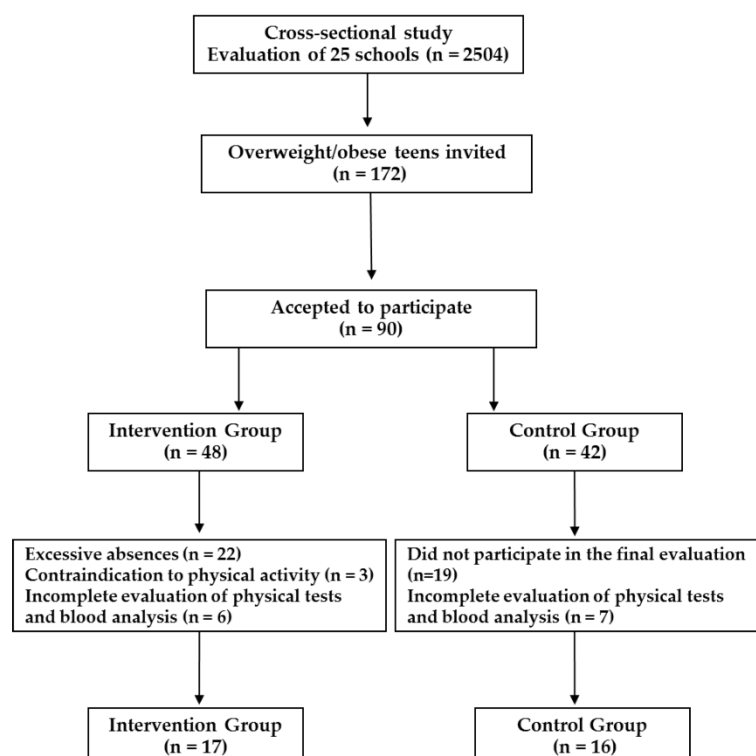 Cross-sectional study
Evaluation of 25 schools (n = 2504)
Overweight/obese teens invited
(n = 172)
Accepted to participate
(n = 90)
Intervention Group
(n = 48)
Control Group
(n = 42)
Excessive absences (n = 22)
Contraindication to physical activity (n = 3)
Incomplete evaluation of physical tests
and blood analysis (n = 6)
Did not participate in the final evaluation
(n=19)
Incomplete evaluation of physical tests
and blood analysis (n = 7)
Intervention Group
(n = 17)
Control Group
(n = 16)